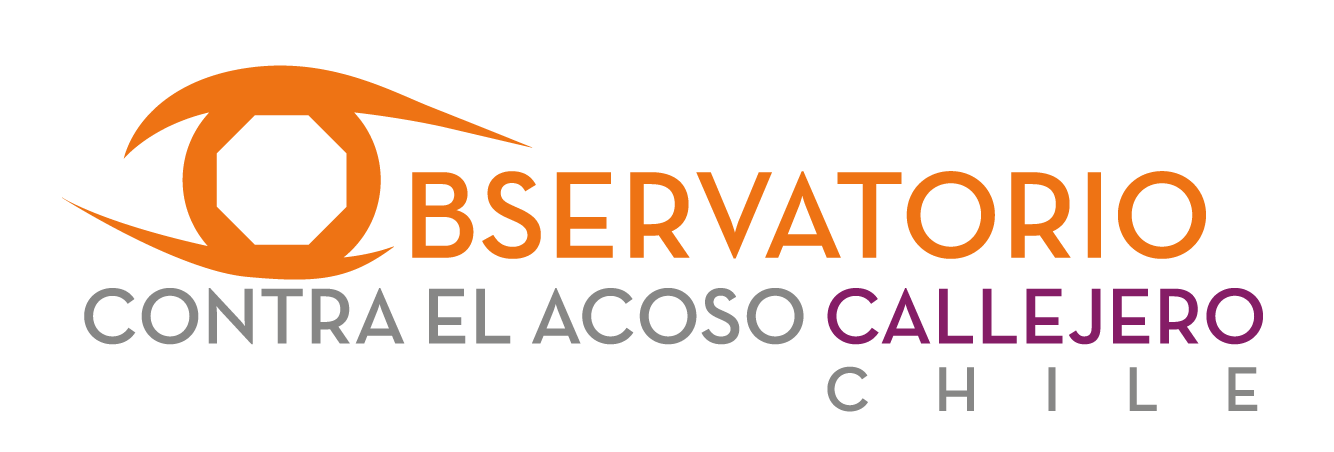 OBSERVATORIO
CONTRA EL ACOSO CALLEJERO
CHILE